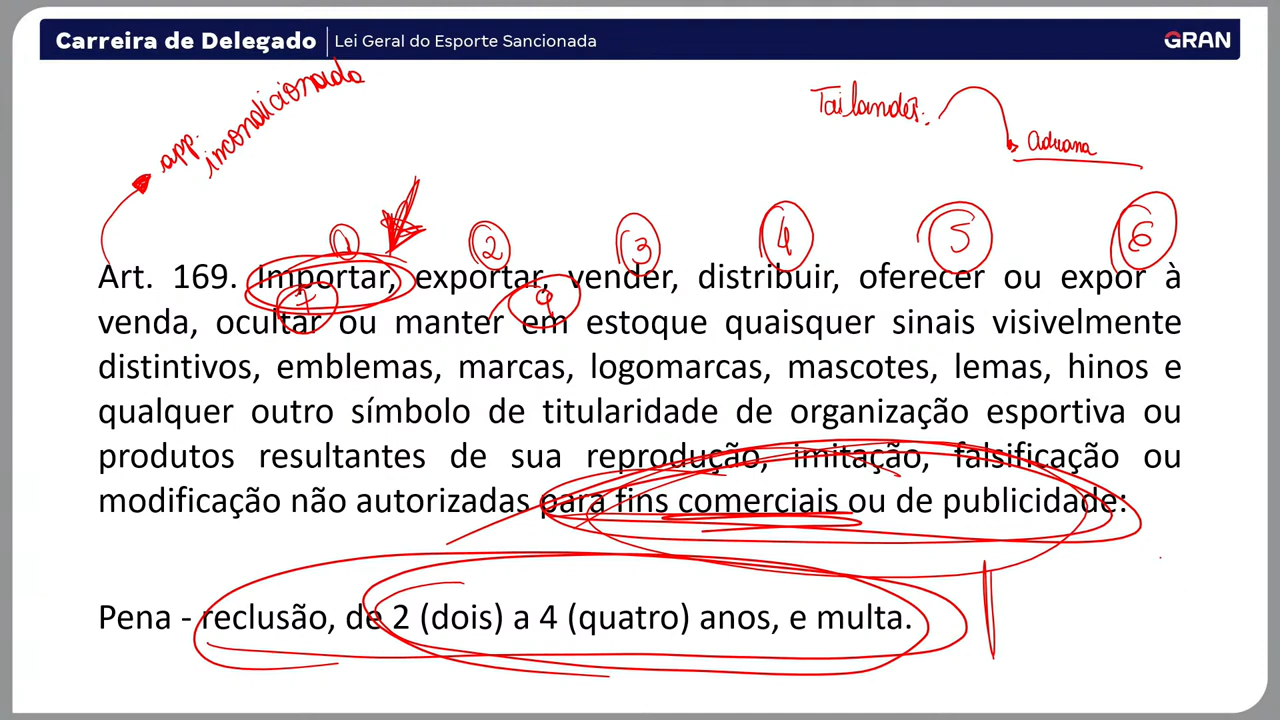 Carreira de Delegado Lei Geral do Esporte Sancionada GRAN
app. incondicionada
Tailandês.
Aduana
1 2 3 4 5 6
Art. 169. Importar, exportar, vender, distribuir, oferecer ou expor à
7 9
venda, ocultar ou manter em estoque quaisquer sinais visivelmente
distintivos, emblemas, marcas, logomarcas, mascotes, lemas, hinos e
qualquer outro símbolo de titularidade de organização esportiva ou
produtos resultantes de sua reprodução, imitação, falsificação ou
modificação não autorizadas para fins comerciais ou de publicidade:
Pena - reclusão, de 2 (dois) a 4 (quatro) anos, e multa.